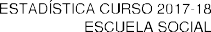 ESTADÍSTICA CURSO 2017-18
ESCUELA SOCIAL